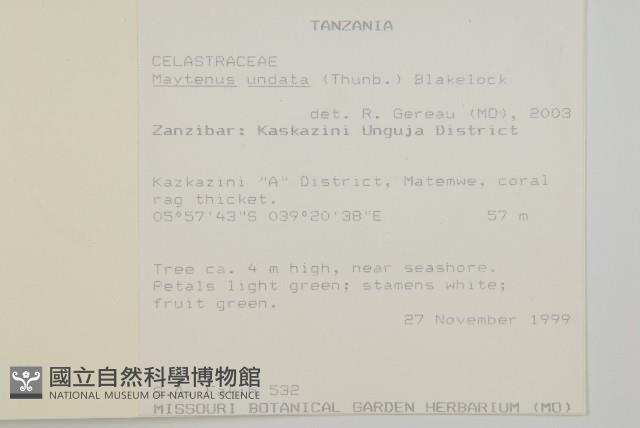 TANZANIA
CELASTRACEAE
Maytenus undata (Thunb.) Blakelock
det. R. Gereau (MO), 2003
Zanzibar: Kaskazini Unguja District
Kazkazini "A" District, Matemwe, coral
rag thicket.
05°57'43"S 039°20'38"E 57 m
Tree ca. 4 m high, near seashore.
Petals light green; stamens white;
fruit green.
27 November 1999
532
國立自然科學博物館
NATIONAL MUSEUM OF NATURAL SCIENCE
MISSOURI BOTANICAL GARDEN HERBARIUM (MO)